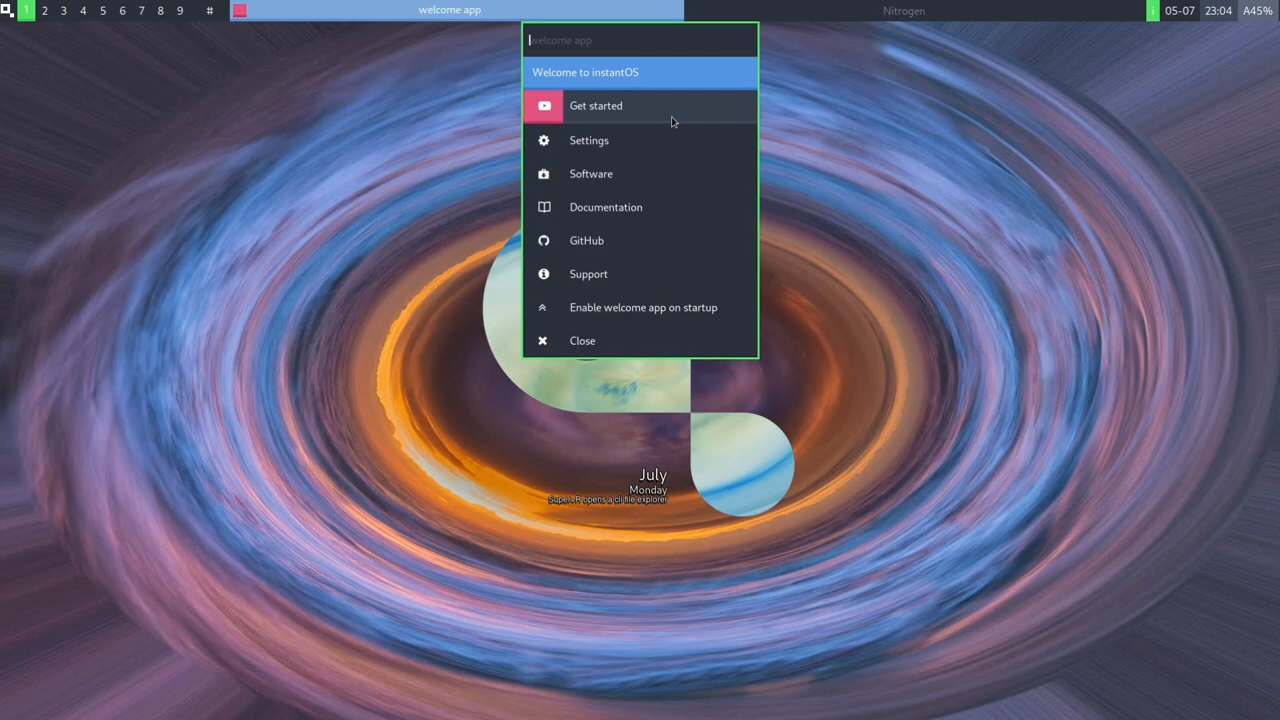 1 2 3 4 5 6 7 8 9 # welcome app Nitrogen i 05-07 23:04 A45%
welcome app
Welcome to instantOS
Get started
Settings
Software
Documentation
GitHub
Support
Enable welcome app on startup
Close
July
Monday
Super+R opens a cli file explorer